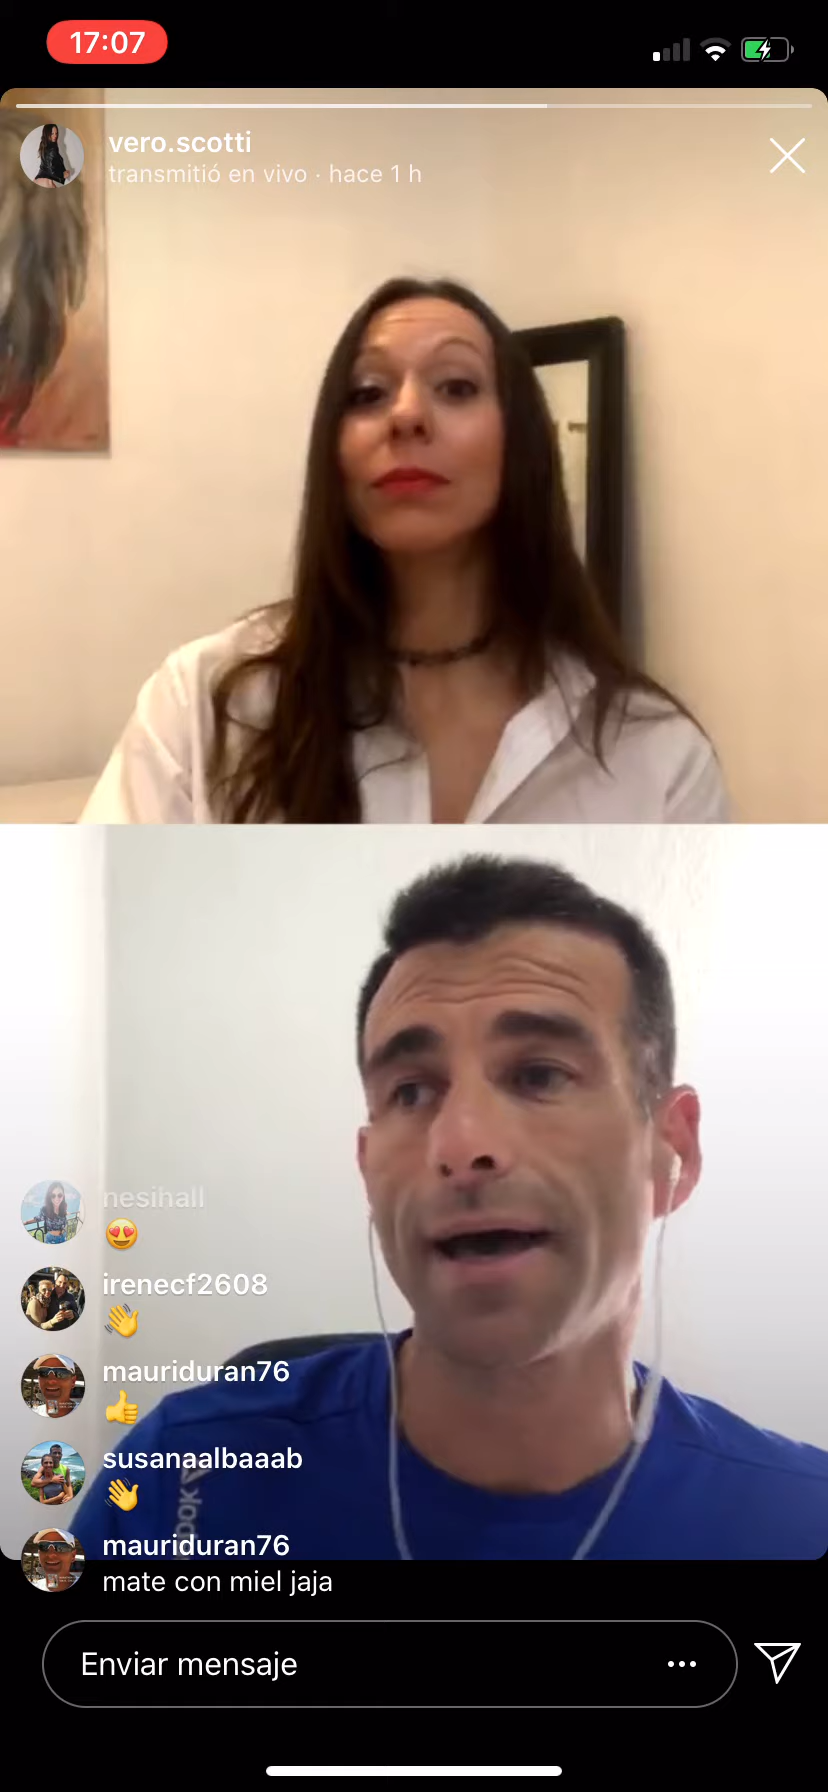 17:07
vero.scotti
transmitió en vivo · hace 1 h
nesihall
😍
irenecf2608
👋
mauriduran76
👍
susanaalbaaab
👋
mauriduran76
mate con miel jaja
Enviar mensaje